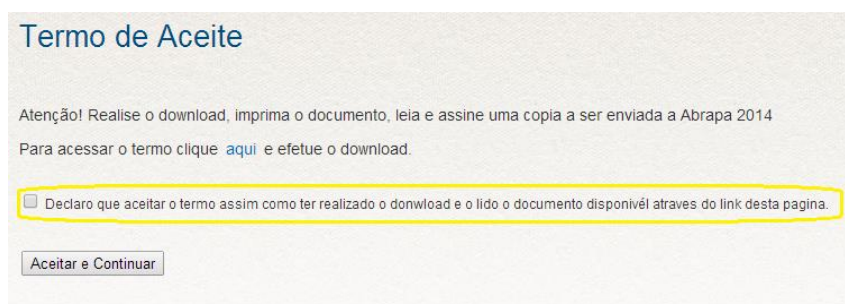 Termo de Aceite
Atenção! Realise o download, imprima o documento, leia e assine uma copia a ser enviada a Abrapa 2014
Para acessar o termo clique aqui e efetue o download.
Declaro que aceitar o termo assim como ter realizado o donwload e o lido o documento disponivél atraves do link desta pagina.
Aceitar e Continuar